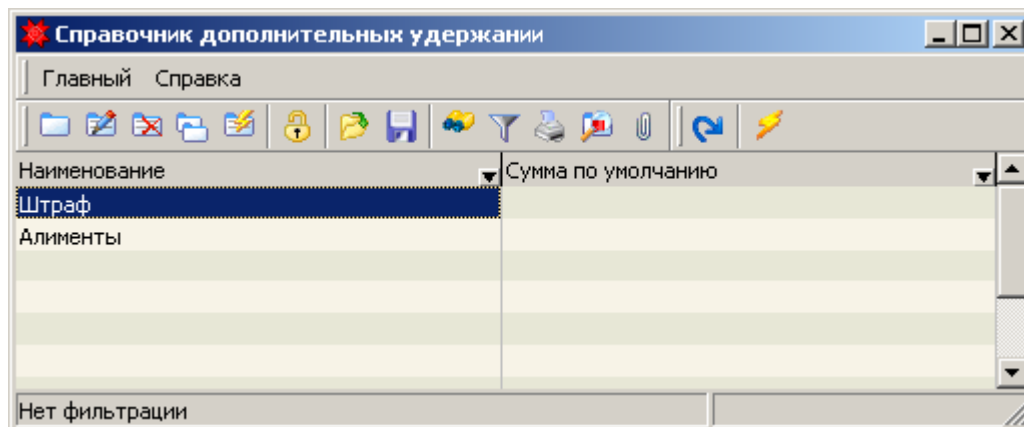 Справочник дополнительных удержании
Главный Справка
Наименование Сумма по умолчанию
Штраф
Алименты
Нет фильтрации